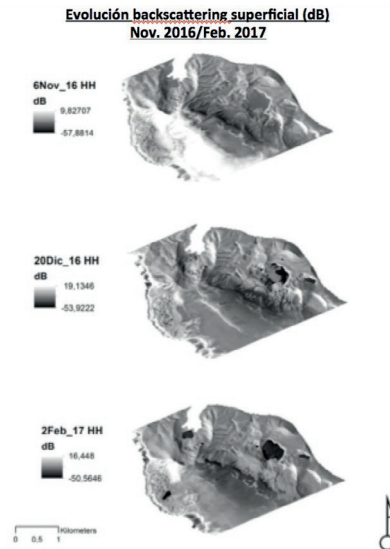 Evolución backscattering superficial (dB)
Nov. 2016/Feb. 2017
6Nov_16 HH
dB
9,82707
-57,8814
20Dic_16 HH
dB
19,1346
-53,9222
2Feb_17 HH
dB
16,448
-50,5646
Kilometers
0 0,5 1